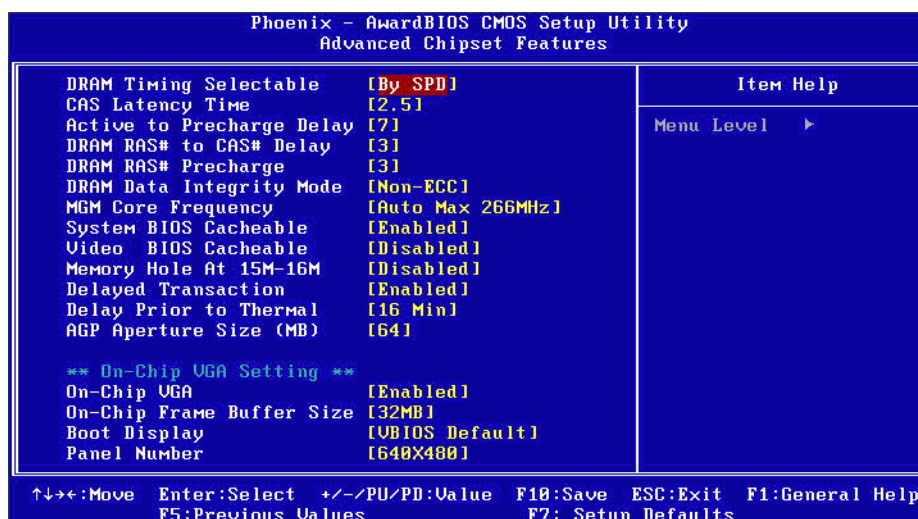 Phoenix - AwardBIOS CMOS Setup Utility
Advanced Chipset Features
DRAM Timing Selectable [By SPD]
CAS Latency Time [2.5]
Active to Precharge Delay [7]
DRAM RAS# to CAS# Delay [3]
DRAM RAS# Precharge [3]
DRAM Data Integrity Mode [Non-ECC]
MGM Core Frequency [Auto Max 266MHz]
System BIOS Cacheable [Enabled]
Video BIOS Cacheable [Disabled]
Memory Hole At 15M-16M [Disabled]
Delayed Transaction [Enabled]
Delay Prior to Thermal [16 Min]
AGP Aperture Size (MB) [64]
** On-Chip VGA Setting **
On-Chip VGA [Enabled]
On-Chip Frame Buffer Size [32MB]
Boot Display [VBIOS Default]
Panel Number [640X480]
Item Help
Menu Level ▶
↑↓→←:Move Enter:Select +/-/PU/PD:Value F10:Save ESC:Exit F1:General Help
F5:Previous Values F7: Setup Defaults